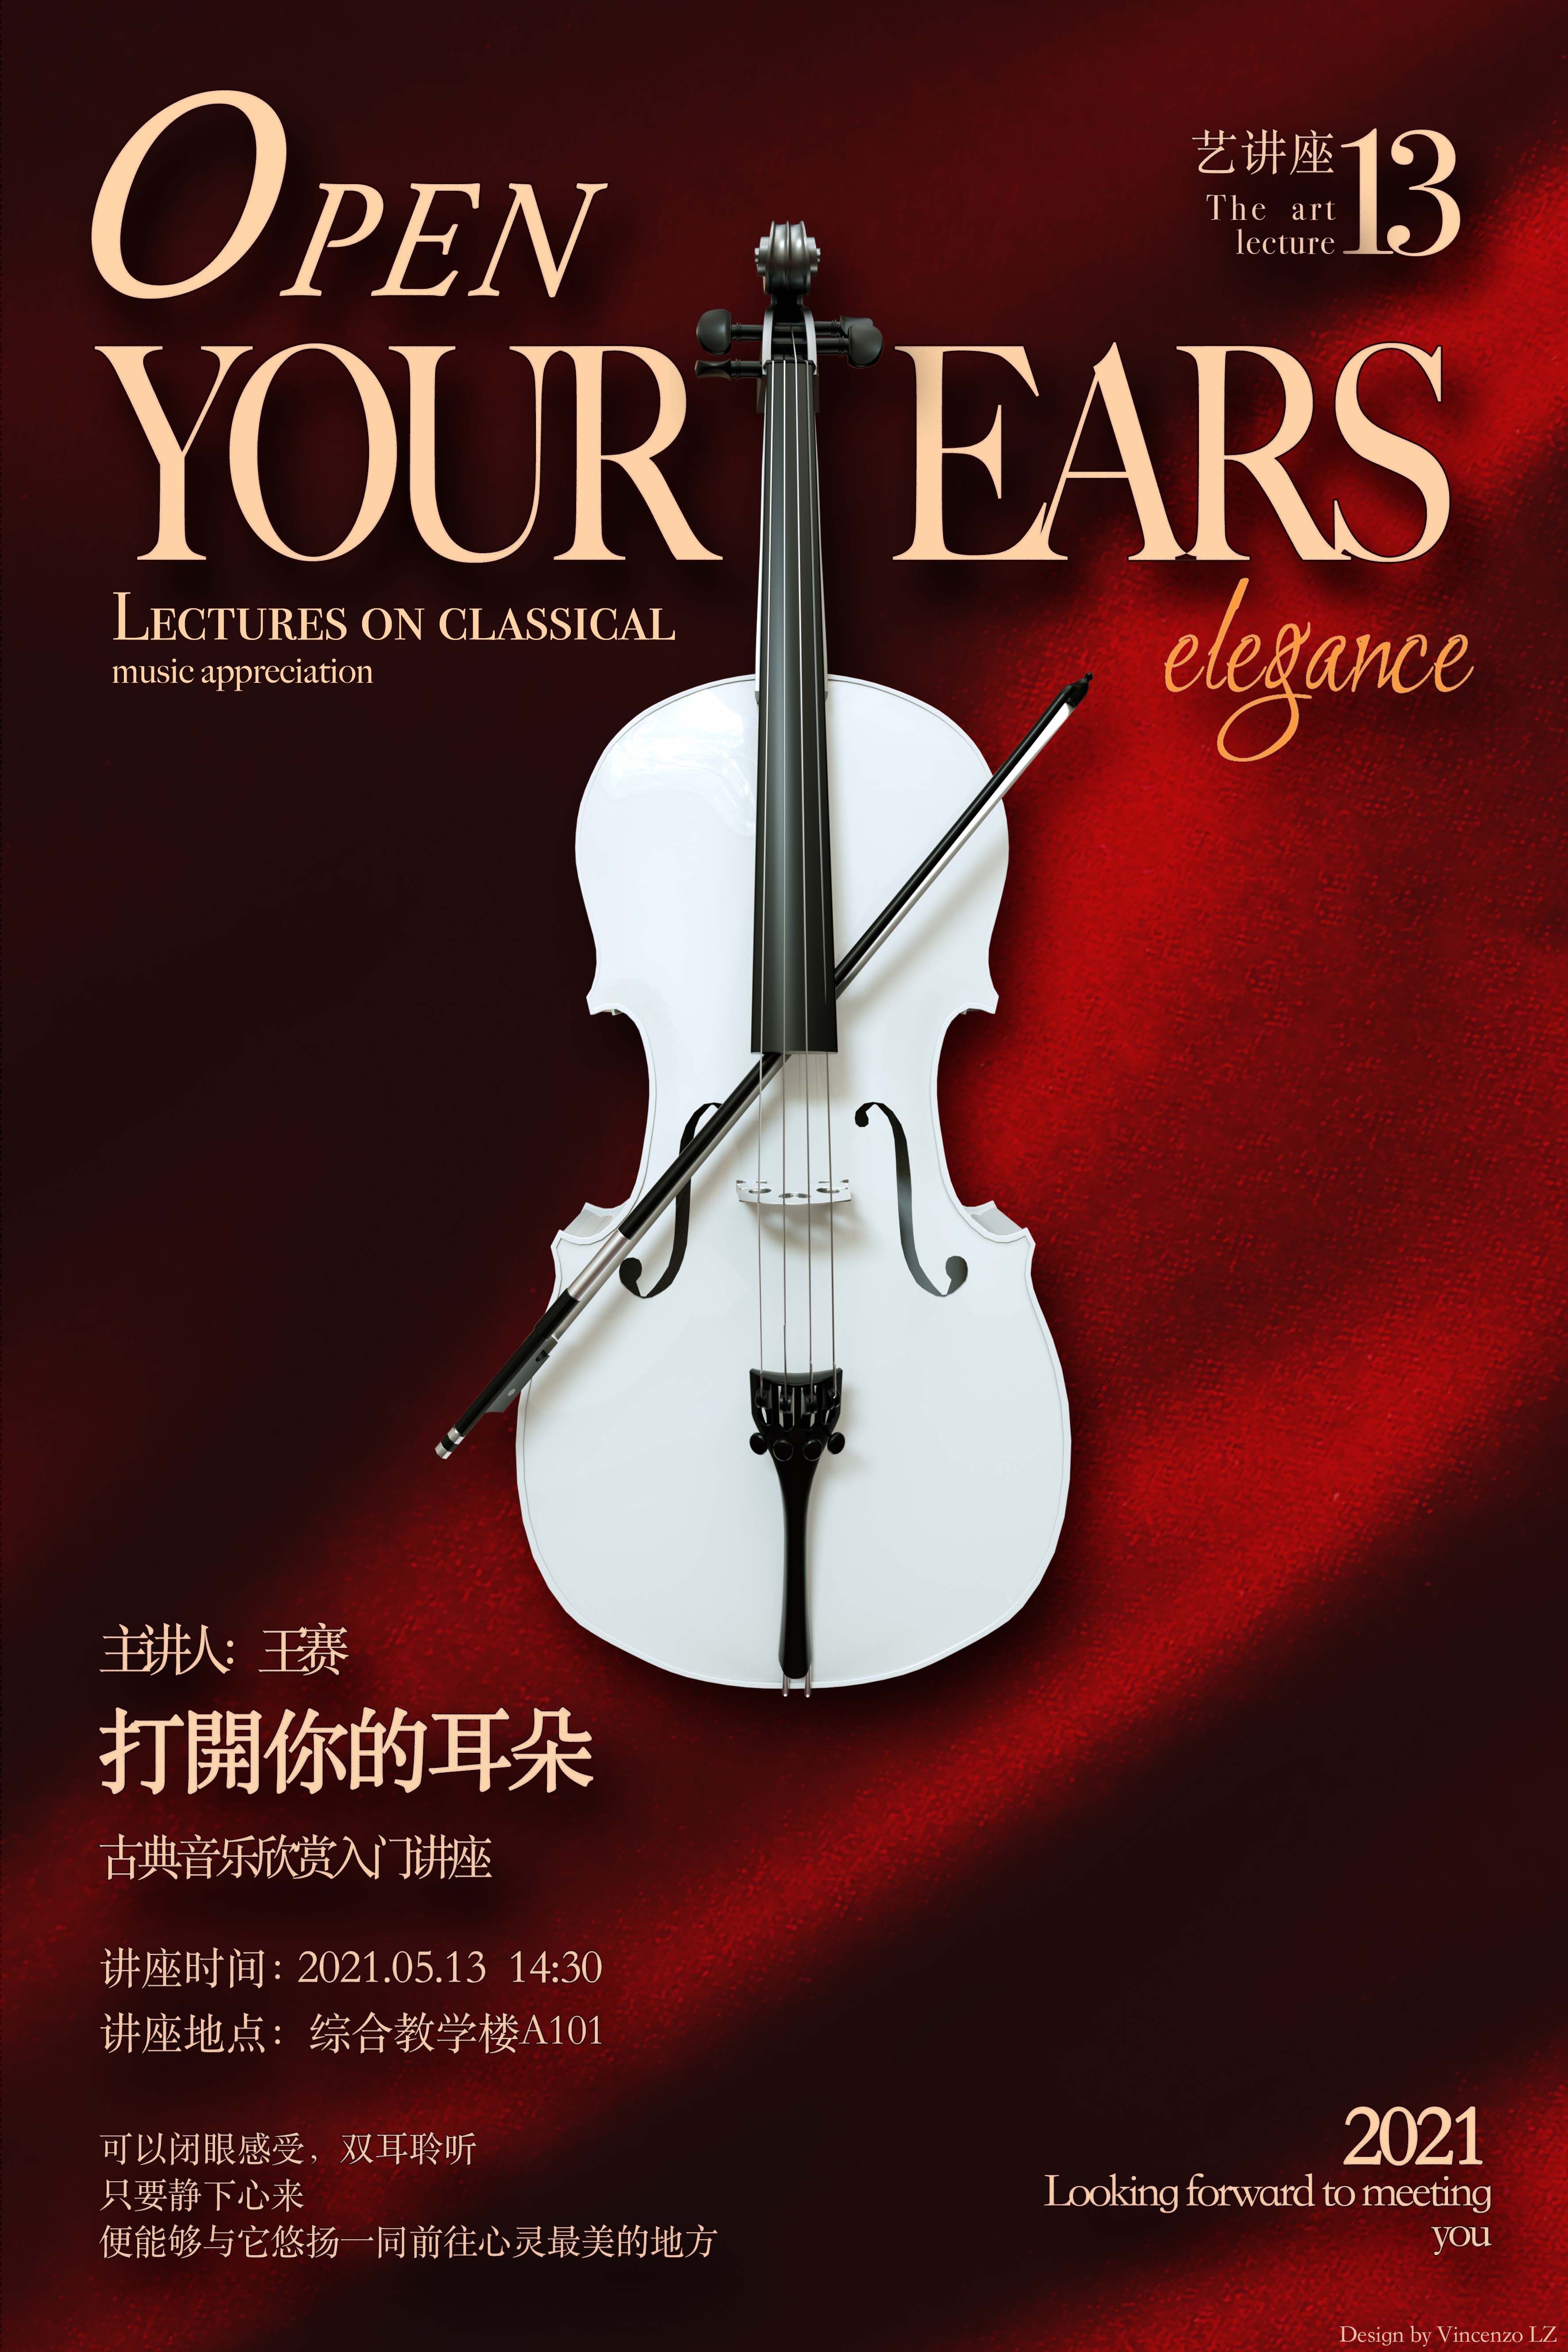 OPEN
艺讲座
The art
lecture
13
YOUR EARS
LECTURES ON CLASSICAL
music appreciation
elegance
主讲人：王赛
打開你的耳朵
古典音乐欣赏入门讲座
讲座时间：2021.05.13 14:30
讲座地点：综合教学楼A101
可以闭眼感受，双耳聆听
只要静下心来
便能够与它悠扬一同前往心灵最美的地方
2021
Looking forward to meeting
you
Design by Vincenzo LZ